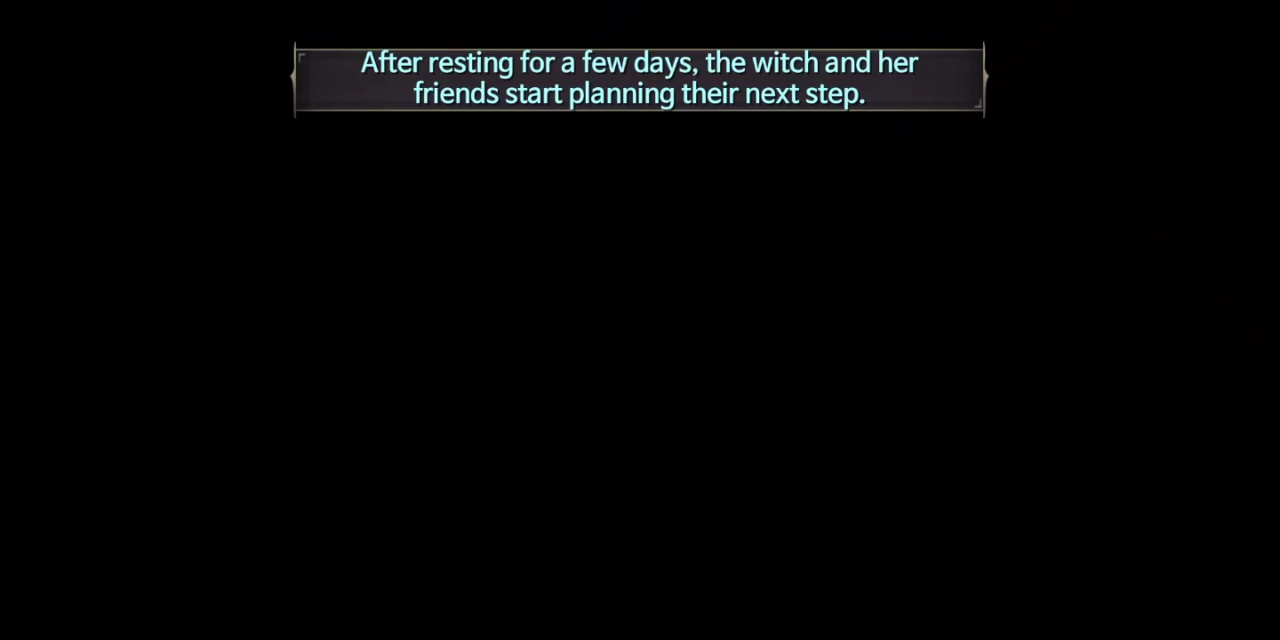 After resting for a few days, the witch and her
friends start planning their next step.